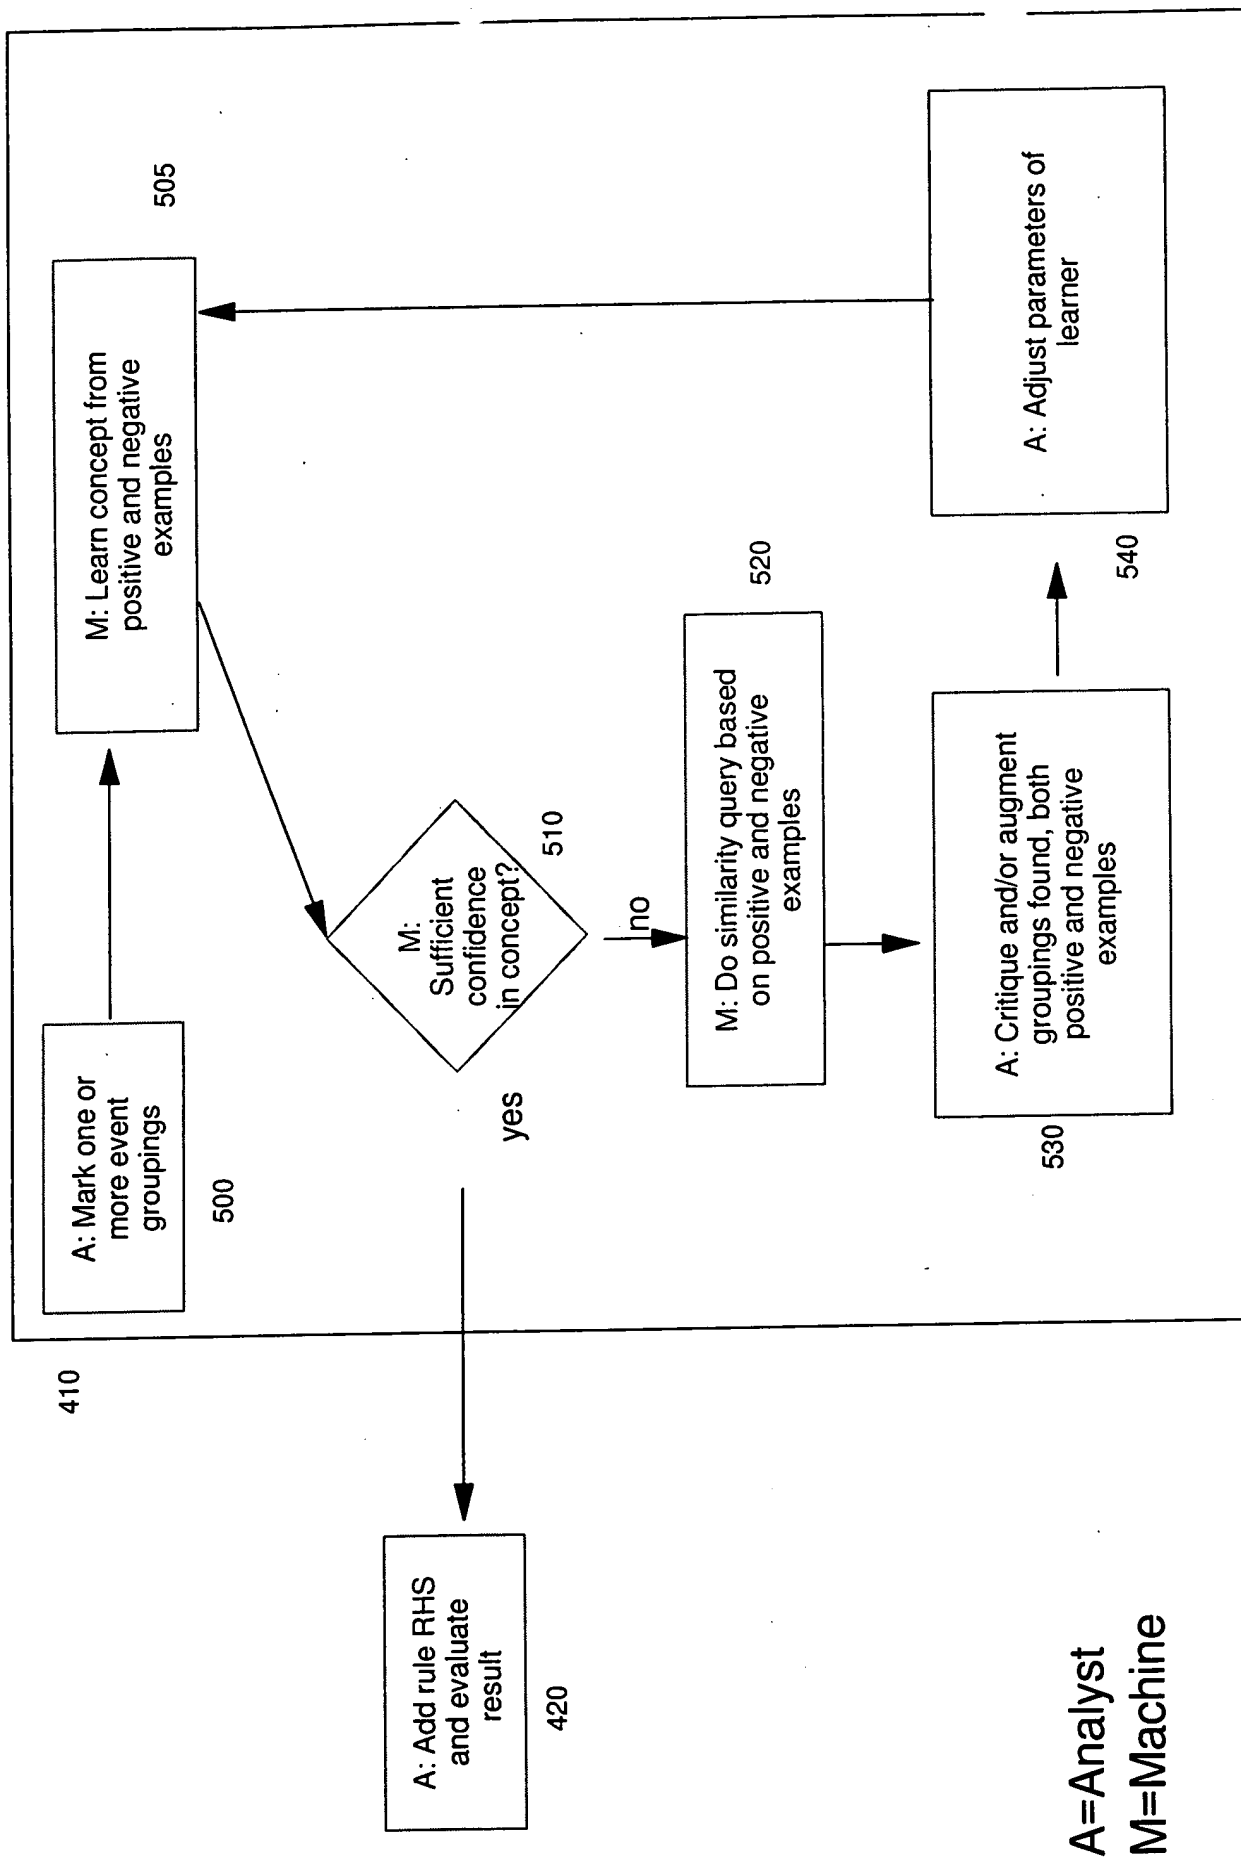 410
A: Mark one or
more event
groupings
500
M: Learn concept from
positive and negative
examples
505
M:
Sufficient
confidence
in concept?
510
yes
no
A: Add rule RHS
and evaluate
result
420
M: Do similarity query based
on positive and negative
examples
520
A: Critique and/or augment
groupings found, both
positive and negative
examples
530
A: Adjust parameters of
learner
540
A=Analyst
M=Machine